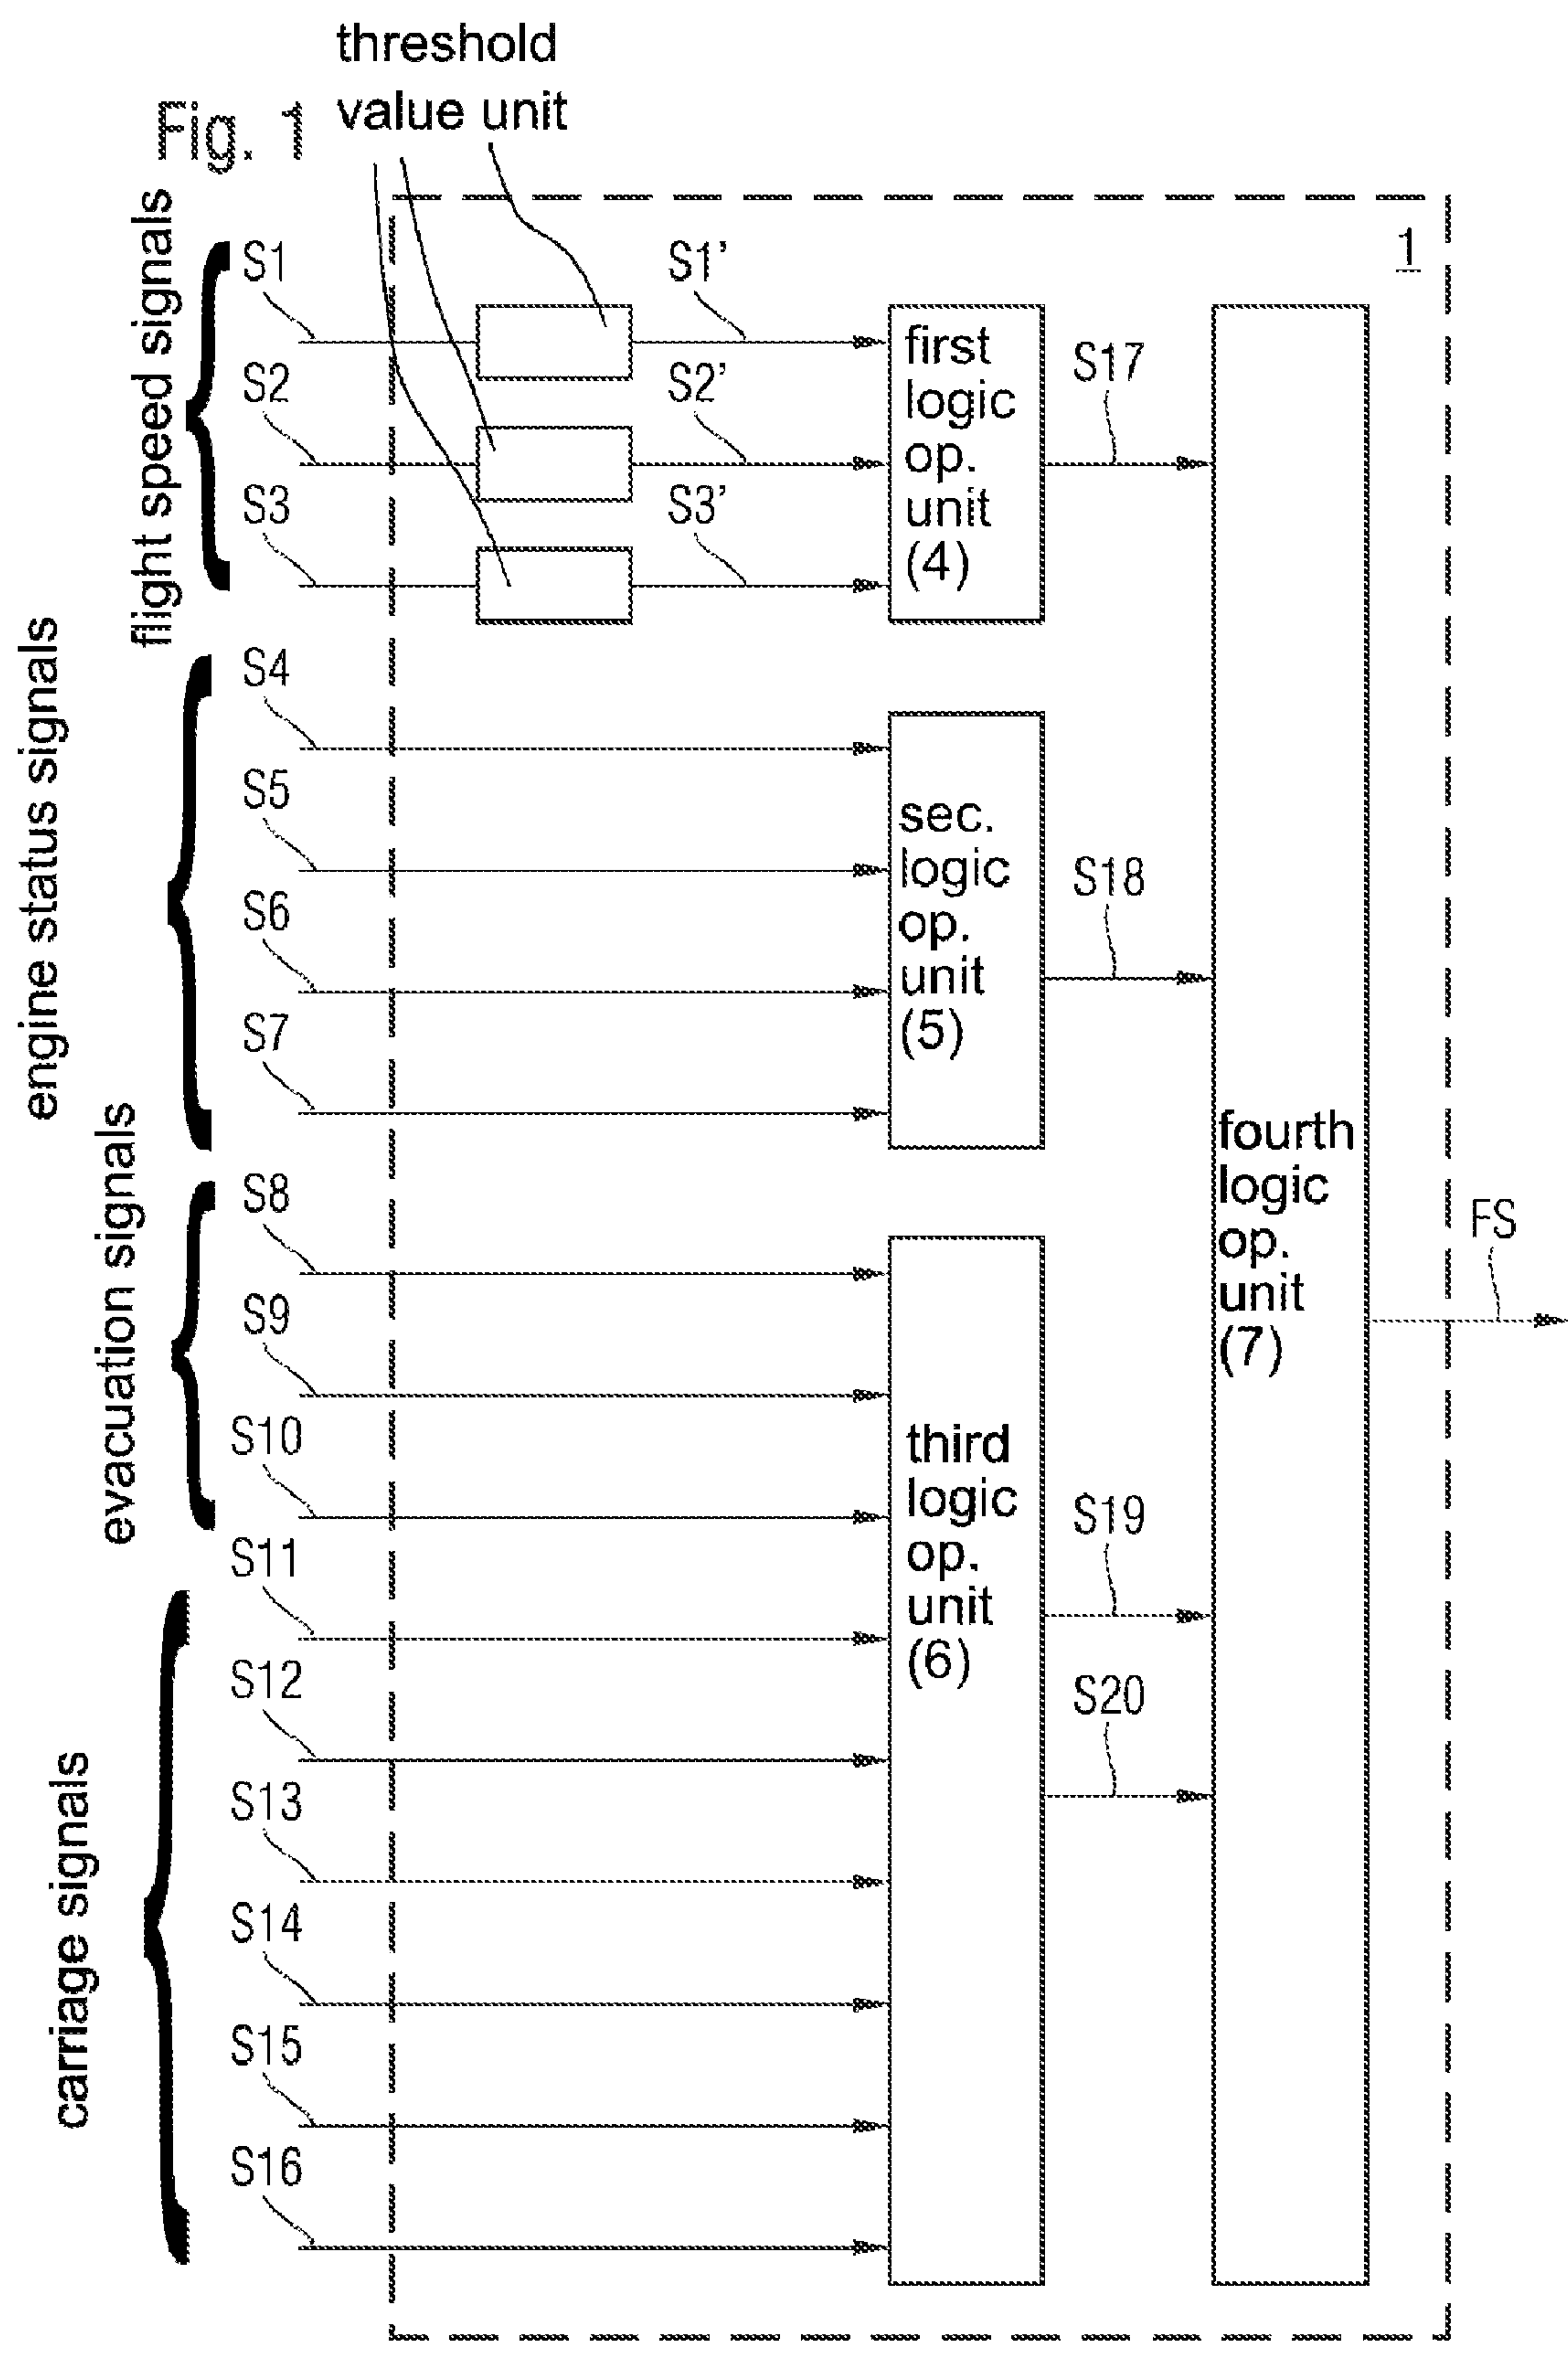 threshold
value unit
Fig. 1
flight speed signals
engine status signals
evacuation signals
carriage signals
1
S1
S1’
S2
S2’
S3
S3’
first
logic
op.
unit
(4)
S17
S4
S5
S6
S7
sec.
logic
op.
unit
(5)
S18
S8
S9
S10
S11
S12
S13
S14
S15
S16
third
logic
op.
unit
(6)
S19
S20
fourth
logic
op.
unit
(7)
FS